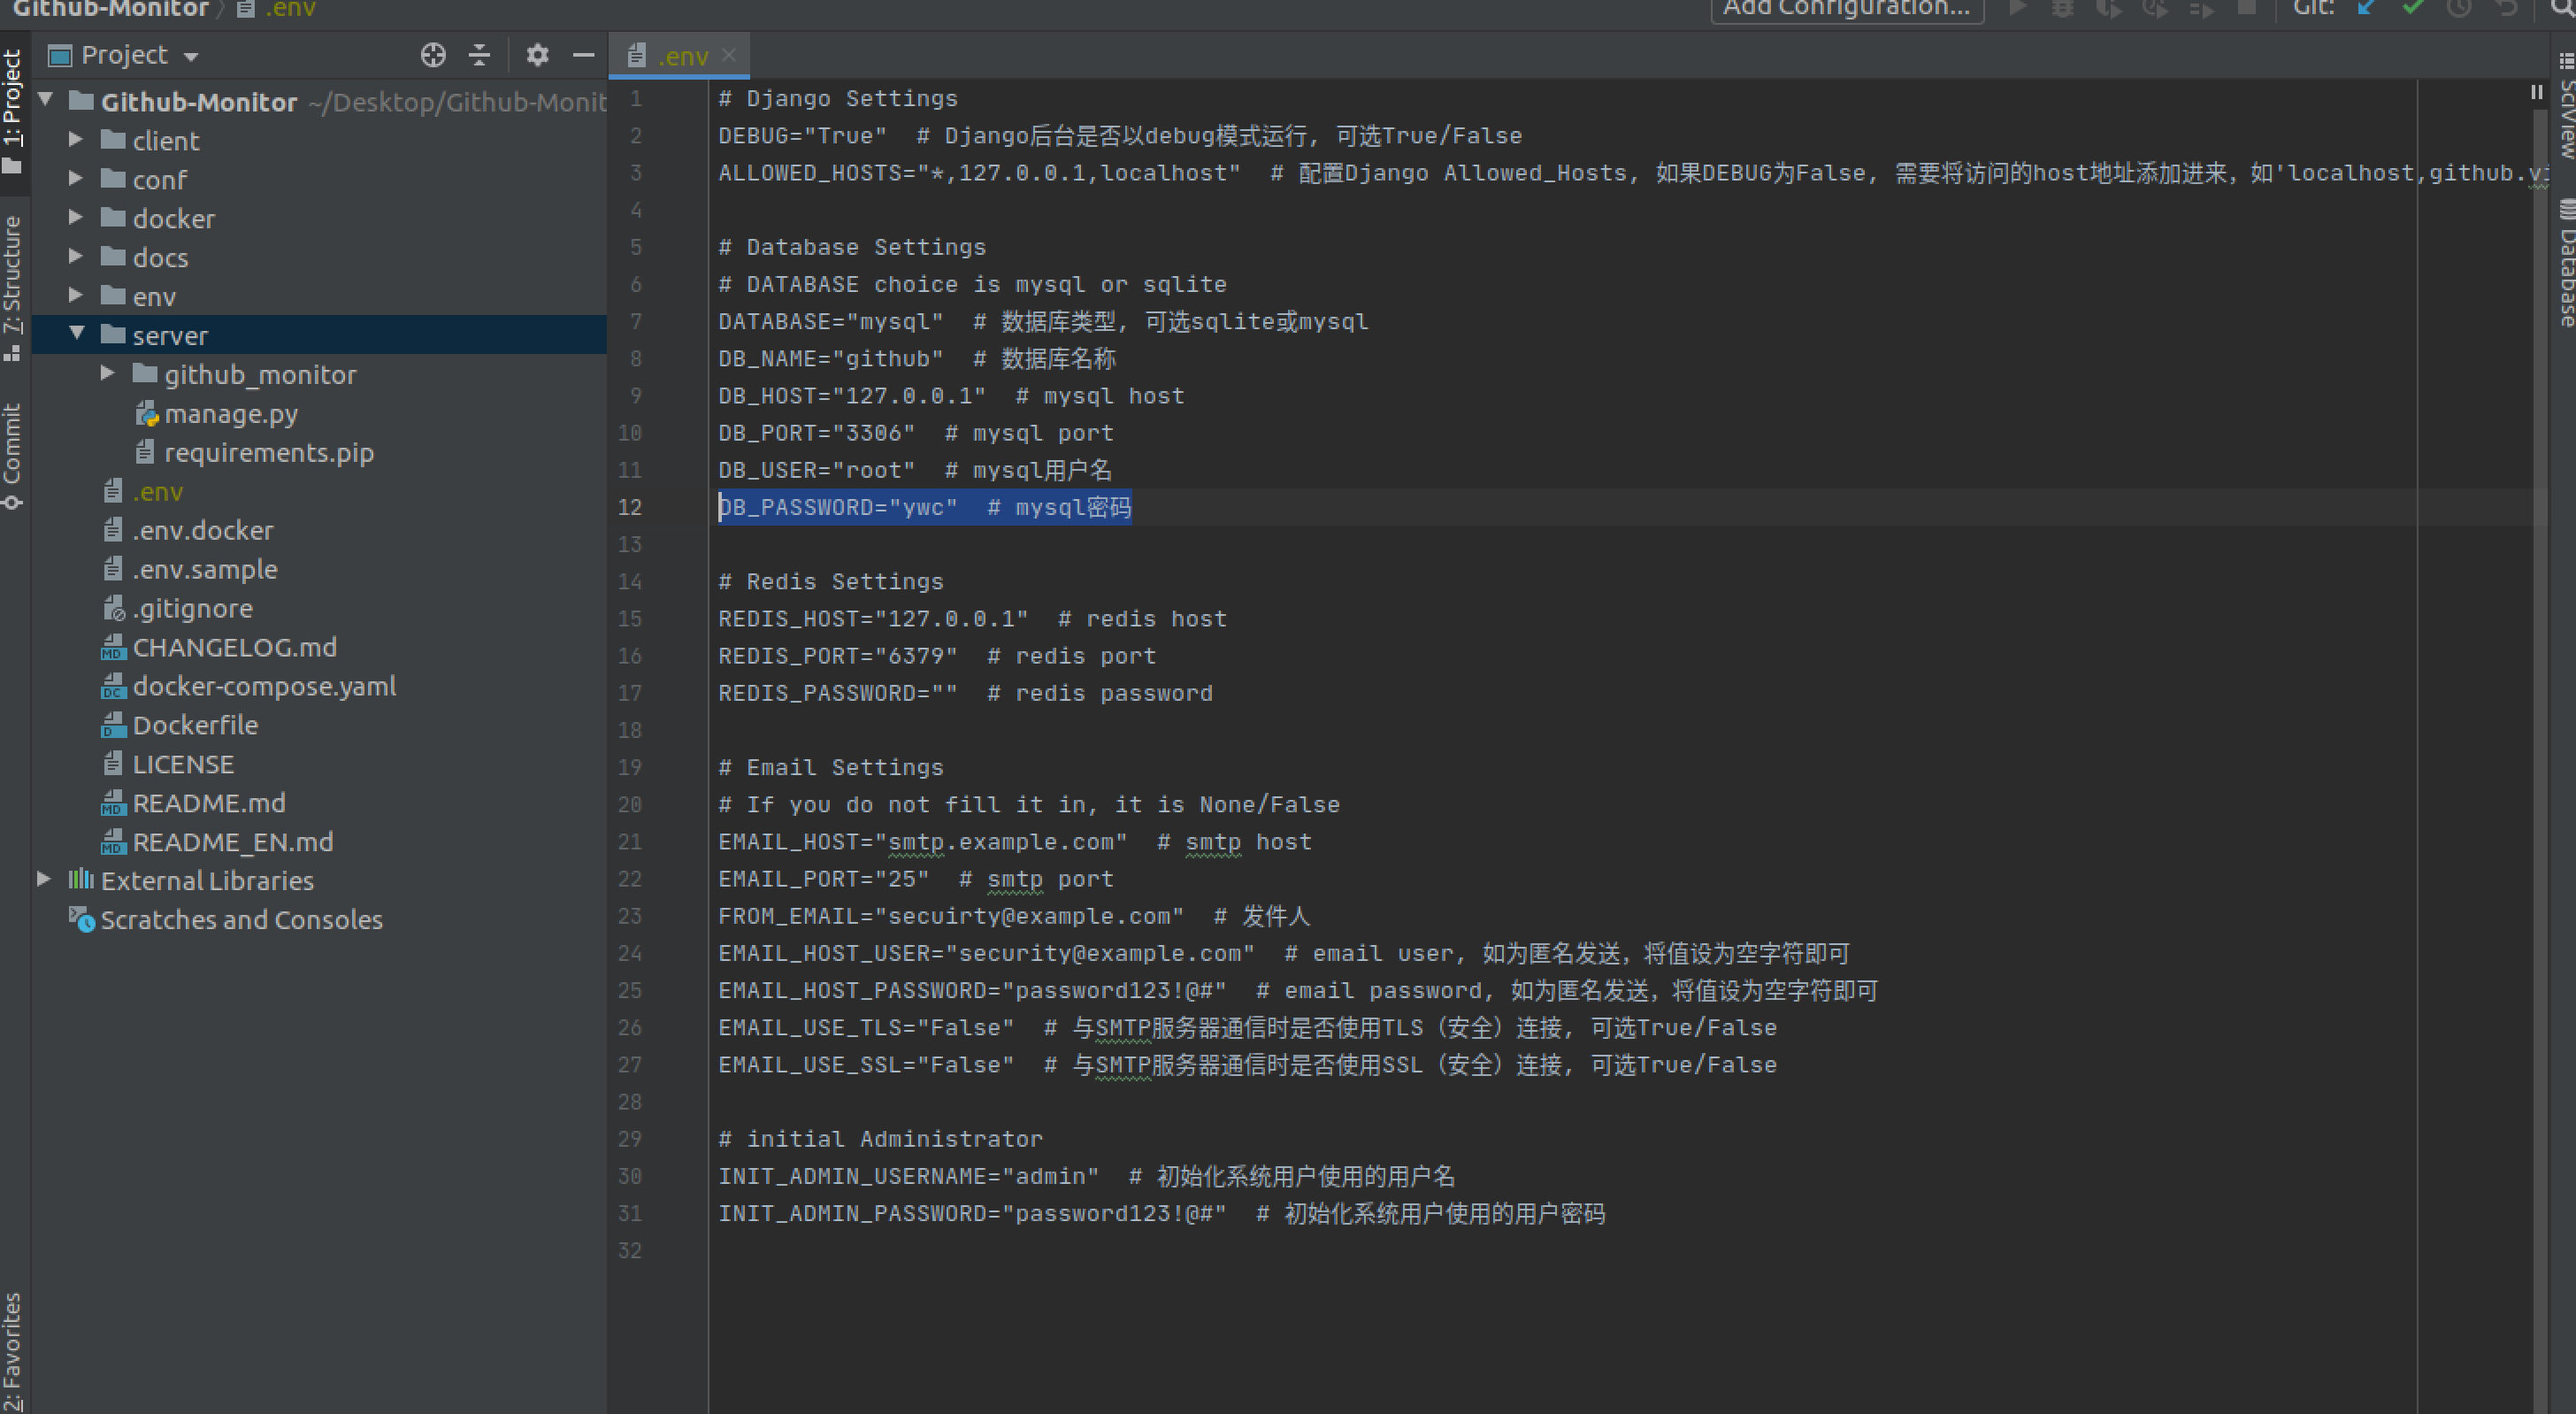 Github-Monitor .env
Add Configuration... Git:
1: Project
7: Structure
Commit
2: Favorites
Project
Github-Monitor ~/Desktop/Github-Monit
client
conf
docker
docs
env
server
github_monitor
manage.py
requirements.pip
.env
.env.docker
.env.sample
.gitignore
CHANGELOG.md
docker-compose.yaml
Dockerfile
LICENSE
README.md
README_EN.md
External Libraries
Scratches and Consoles
.env
1 # Django Settings
2 DEBUG="True"  # Django后台是否以debug模式运行, 可选True/False
3 ALLOWED_HOSTS="*,127.0.0.1,localhost"  # 配置Django Allowed_Hosts, 如果DEBUG为False, 需要将访问的host地址添加进来，如'localhost,github.vi
4
5 # Database Settings
6 # DATABASE choice is mysql or sqlite
7 DATABASE="mysql"  # 数据库类型, 可选sqlite或mysql
8 DB_NAME="github"  # 数据库名称
9 DB_HOST="127.0.0.1"  # mysql host
10 DB_PORT="3306"  # mysql port
11 DB_USER="root"  # mysql用户名
12 DB_PASSWORD="ywc"  # mysql密码
13
14 # Redis Settings
15 REDIS_HOST="127.0.0.1"  # redis host
16 REDIS_PORT="6379"  # redis port
17 REDIS_PASSWORD=""  # redis password
18
19 # Email Settings
20 # If you do not fill it in, it is None/False
21 EMAIL_HOST="smtp.example.com"  # smtp host
22 EMAIL_PORT="25"  # smtp port
23 FROM_EMAIL="secuirty@example.com"  # 发件人
24 EMAIL_HOST_USER="security@example.com"  # email user, 如为匿名发送，将值设为空字符即可
25 EMAIL_HOST_PASSWORD="password123!@#"  # email password, 如为匿名发送，将值设为空字符即可
26 EMAIL_USE_TLS="False"  # 与SMTP服务器通信时是否使用TLS（安全）连接, 可选True/False
27 EMAIL_USE_SSL="False"  # 与SMTP服务器通信时是否使用SSL（安全）连接, 可选True/False
28
29 # initial Administrator
30 INIT_ADMIN_USERNAME="admin"  # 初始化系统用户使用的用户名
31 INIT_ADMIN_PASSWORD="password123!@#"  # 初始化系统用户使用的用户密码
32
SciView
Database